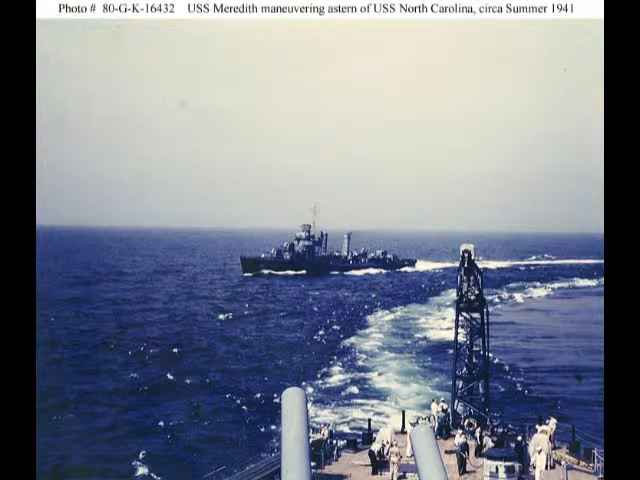 Photo # 80-G-K-16432 USS Meredith maneuvering astern of USS North Carolina, circa Summer 1941